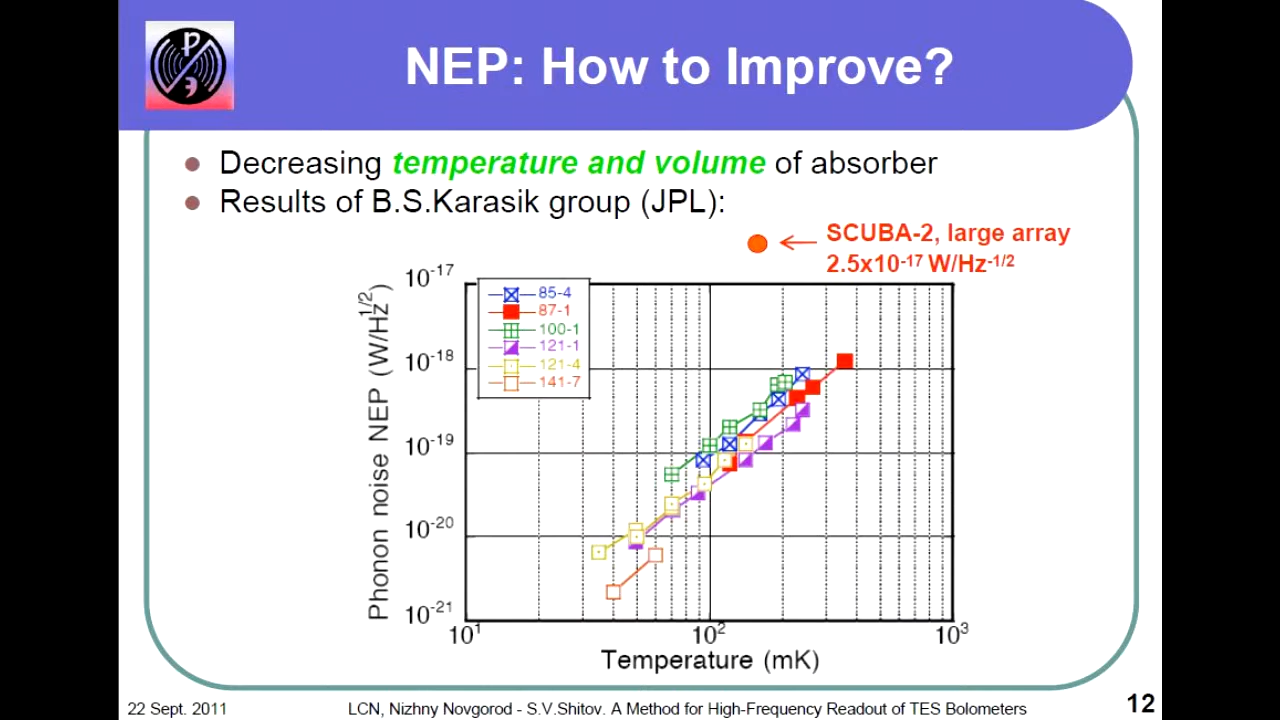 NEP: How to Improve?
Decreasing temperature and volume of absorber
Results of B.S.Karasik group (JPL):
SCUBA-2, large array
2.5x10-17 W/Hz-1/2
Phonon noise NEP (W/Hz1/2)
10-17
10-18
10-19
10-20
10-21
85-4
87-1
100-1
121-1
121-4
141-7
101
102
103
Temperature (mK)
22 Sept. 2011
LCN, Nizhny Novgorod - S.V.Shitov. A Method for High-Frequency Readout of TES Bolometers
12